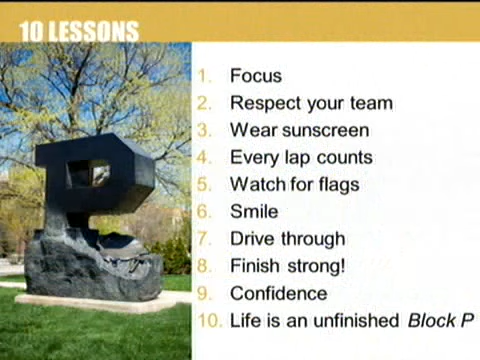 10 LESSONS
1. Focus
2. Respect your team
3. Wear sunscreen
4. Every lap counts
5. Watch for flags
6. Smile
7. Drive through
8. Finish strong!
9. Confidence
10. Life is an unfinished Block P